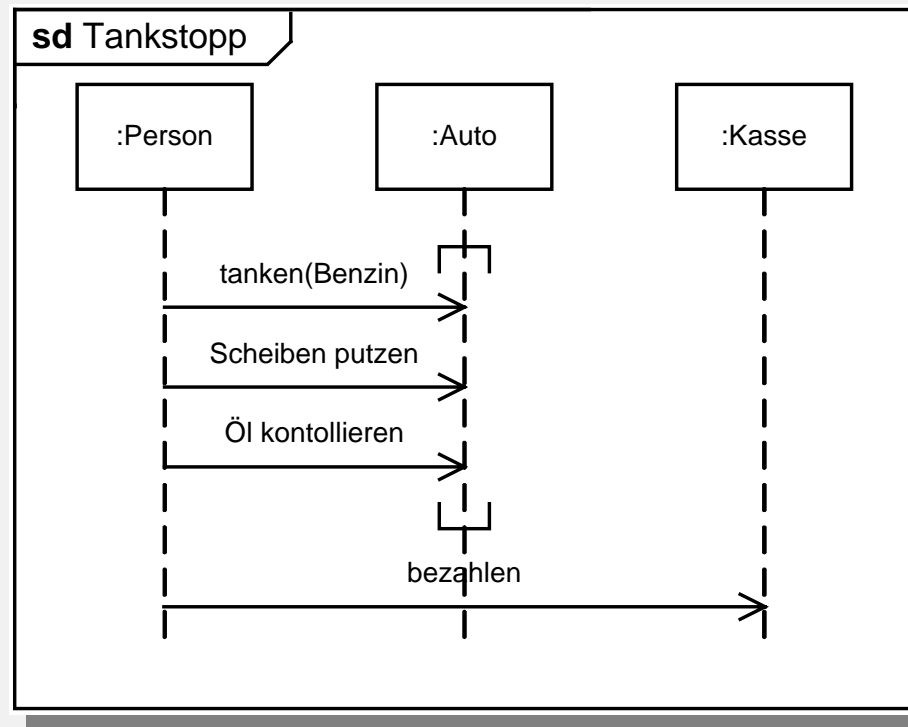 sd Tankstopp
:Person
:Auto
:Kasse
tanken(Benzin)
Scheiben putzen
Öl kontollieren
bezahlen